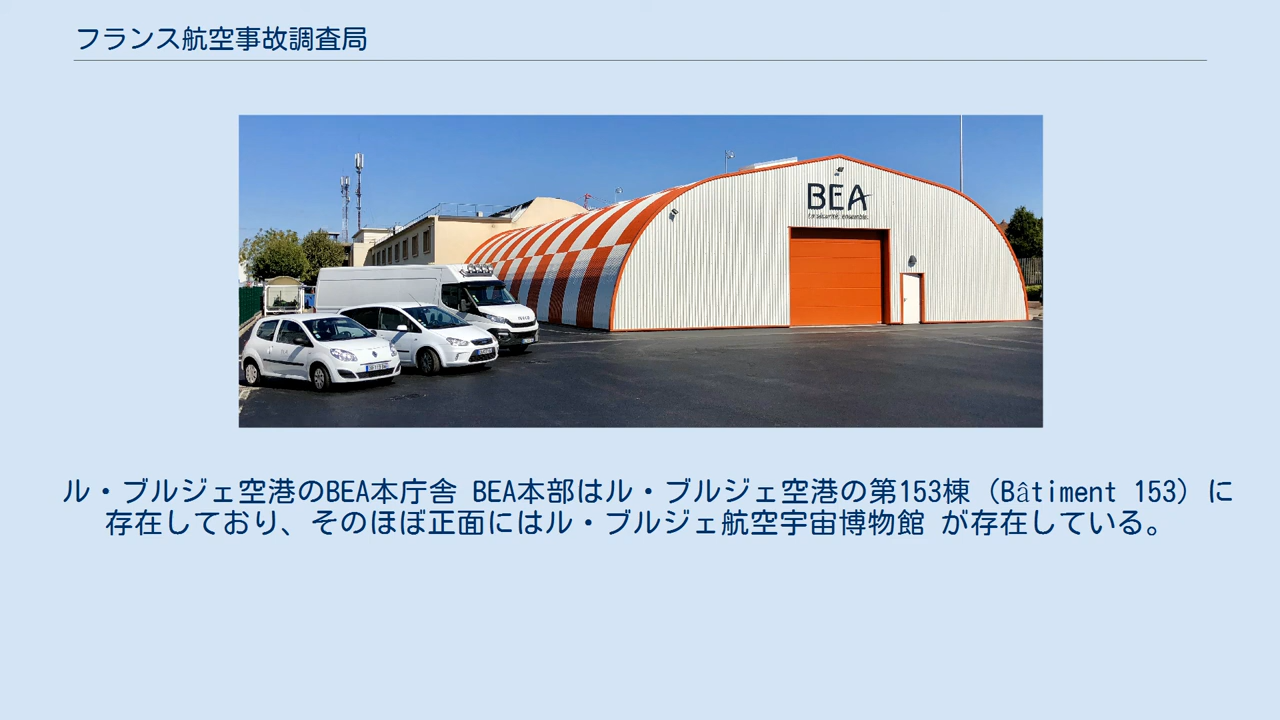 フランス航空事故調査局
BEA
ル・ブルジェ空港のBEA本庁舎 BEA本部はル・ブルジェ空港の第153棟（Bâtiment 153）に
存在しており、そのほぼ正面にはル・ブルジェ航空宇宙博物館 が存在している。